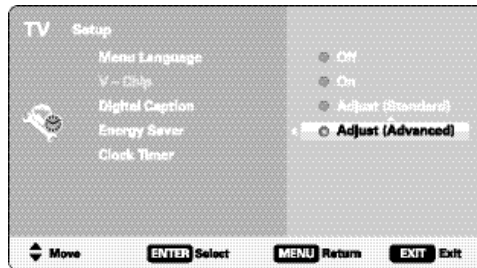 TV Setup
Menu Language
Off
V - Chip
On
Digital Caption
Adjust (Standard)
Energy Saver
Adjust (Advanced)
Clock Timer
Move ENTER Select MENU Return EXIT Exit